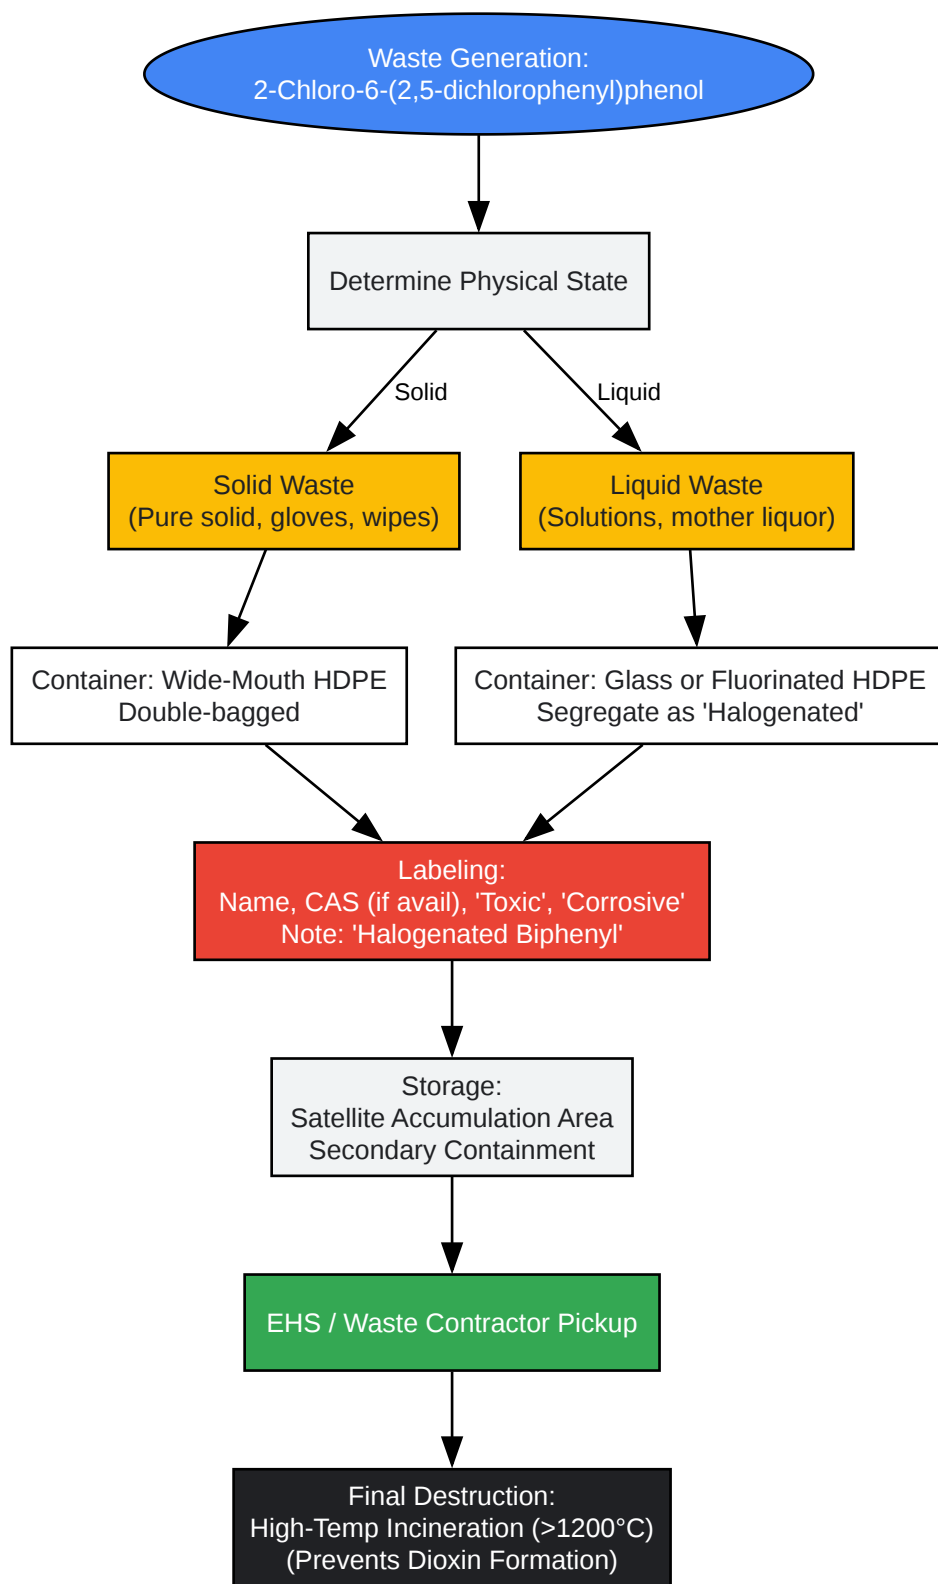 Waste Generation:
2-Chloro-6-(2,5-dichlorophenyl)phenol
Determine Physical State
Solid
Liquid
Solid Waste
(Pure solid, gloves, wipes)
Liquid Waste
(Solutions, mother liquor)
Container: Wide-Mouth HDPE
Double-bagged
Container: Glass or Fluorinated HDPE
Segregate as 'Halogenated'
Labeling:
Name, CAS (if avail), 'Toxic', 'Corrosive'
Note: 'Halogenated Biphenyl'
Storage:
Satellite Accumulation Area
Secondary Containment
EHS / Waste Contractor Pickup
Final Destruction:
High-Temp Incineration (>1200°C)
(Prevents Dioxin Formation)